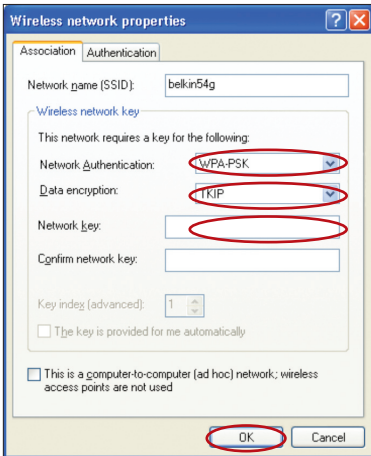 Wireless network properties
Association Authentication
Network name (SSID): belkin54g
Wireless network key
This network requires a key for the following:
Network Authentication: WPA-PSK
Data encryption: TKIP
Network key:
Confirm network key:
Key index (advanced): 1
The key is provided for me automatically
This is a computer-to-computer (ad hoc) network; wireless
access points are not used
OK Cancel